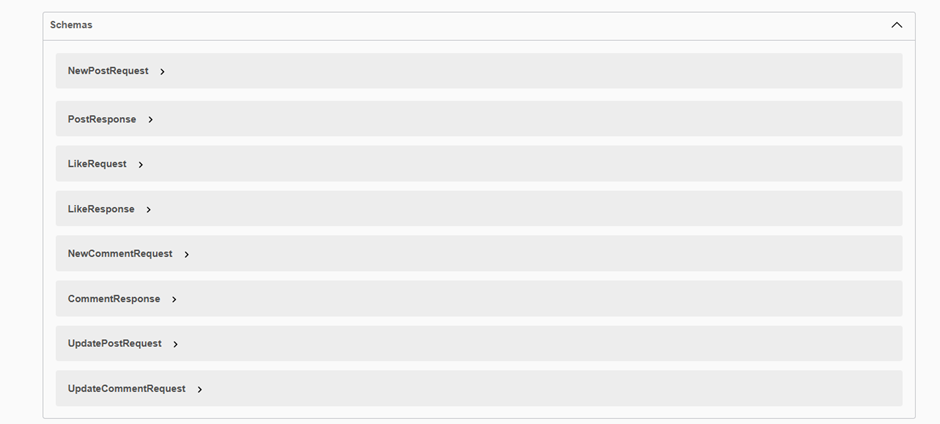 Schemas
NewPostRequest
PostResponse
LikeRequest
LikeResponse
NewCommentRequest
CommentResponse
UpdatePostRequest
UpdateCommentRequest